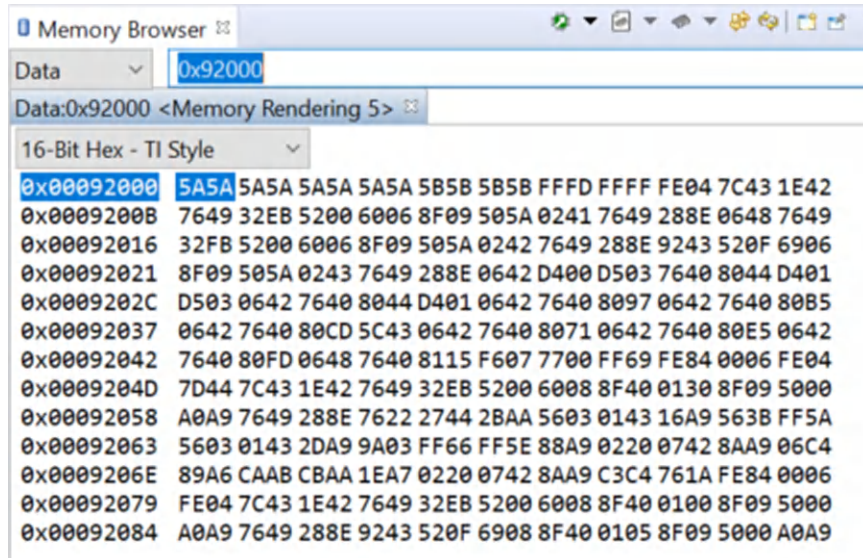 Memory Browser
Data 0x92000
Data:0x92000 <Memory Rendering 5>
16-Bit Hex - TI Style
0x00092000 5A5A 5A5A 5A5A 5A5A 5B5B 5B5B FFFD FFFF FE04 7C43 1E42
0x0009200B 7649 32EB 5200 6006 8F09 505A 0241 7649 288E 0648 7649
0x00092016 32FB 5200 6006 8F09 505A 0242 7649 288E 9243 520F 6906
0x00092021 8F09 505A 0243 7649 288E 0642 D400 D503 7640 8044 D401
0x0009202C D503 0642 7640 8044 D401 0642 7640 8097 0642 7640 80B5
0x00092037 0642 7640 80CD 5C43 0642 7640 8071 0642 7640 80E5 0642
0x00092042 7640 80FD 0648 7640 8115 F607 7700 FF69 FE84 0006 FE04
0x0009204D 7D44 7C43 1E42 7649 32EB 5200 6008 8F40 0130 8F09 5000
0x00092058 A0A9 7649 288E 7622 2744 2BAA 5603 0143 16A9 563B FF5A
0x00092063 5603 0143 2DA9 9A03 FF66 FF5E 88A9 0220 0742 8AA9 06C4
0x0009206E 89A6 CAAB CBAA 1EA7 0220 0742 8AA9 C3C4 761A FE84 0006
0x00092079 FE04 7C43 1E42 7649 32EB 5200 6008 8F40 0100 8F09 5000
0x00092084 A0A9 7649 288E 9243 520F 6908 8F40 0105 8F09 5000 A0A9